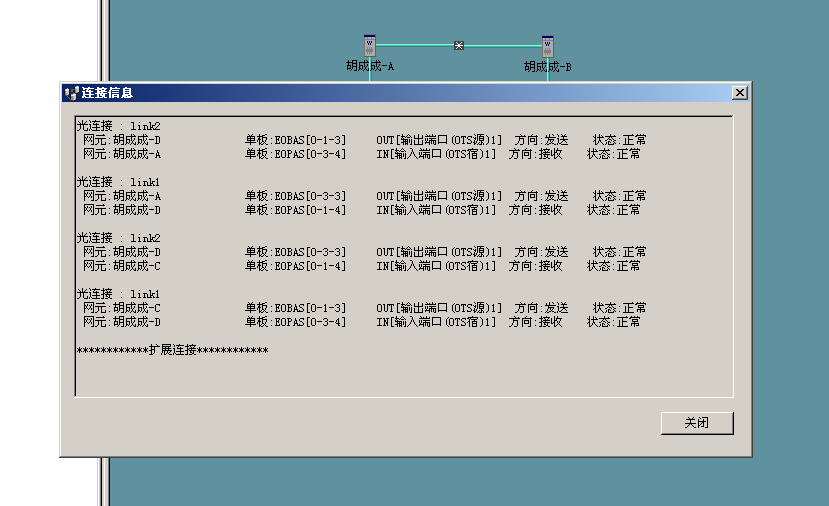 胡成成-A
胡成成-B
连接信息
光连接 : link2
网元:胡成成-D 单板:EOBAS[0-1-3] OUT[输出端口(OTS源)1] 方向:发送 状态:正常
网元:胡成成-A 单板:EOPAS[0-3-4] IN[输入端口(OTS宿)1] 方向:接收 状态:正常
光连接 : link1
网元:胡成成-A 单板:EOBAS[0-3-3] OUT[输出端口(OTS源)1] 方向:发送 状态:正常
网元:胡成成-D 单板:EOPAS[0-1-4] IN[输入端口(OTS宿)1] 方向:接收 状态:正常
光连接 : link2
网元:胡成成-D 单板:EOBAS[0-3-3] OUT[输出端口(OTS源)1] 方向:发送 状态:正常
网元:胡成成-C 单板:EOPAS[0-1-4] IN[输入端口(OTS宿)1] 方向:接收 状态:正常
光连接 : link1
网元:胡成成-C 单板:EOBAS[0-1-3] OUT[输出端口(OTS源)1] 方向:发送 状态:正常
网元:胡成成-D 单板:EOPAS[0-3-4] IN[输入端口(OTS宿)1] 方向:接收 状态:正常
************扩展连接************
关闭